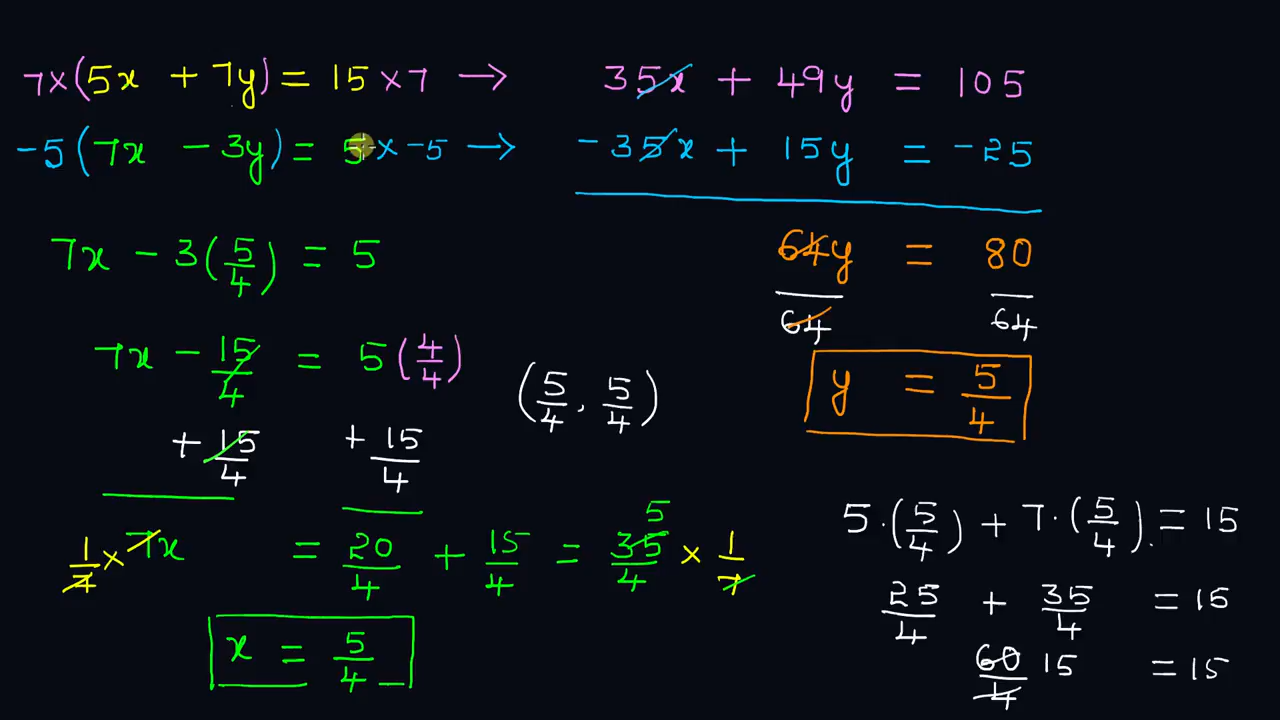 7×(5x + 7y) = 15 × 7 → 35x + 49y = 105
-5(7x - 3y) = 5 × -5 → -35x + 15y = -25
64y/64 = 80/64
y = 5/4
7x - 3(5/4) = 5
7x - 15/4 = 5(4/4)
+ 15/4 + 15/4
1/7 × 7x = 20/4 + 15/4 = 35/4 × 1/7
5
x = 5/4
(5/4, 5/4)
5·(5/4) + 7·(5/4) = 15
25/4 + 35/4 = 15
60/4 15 = 15